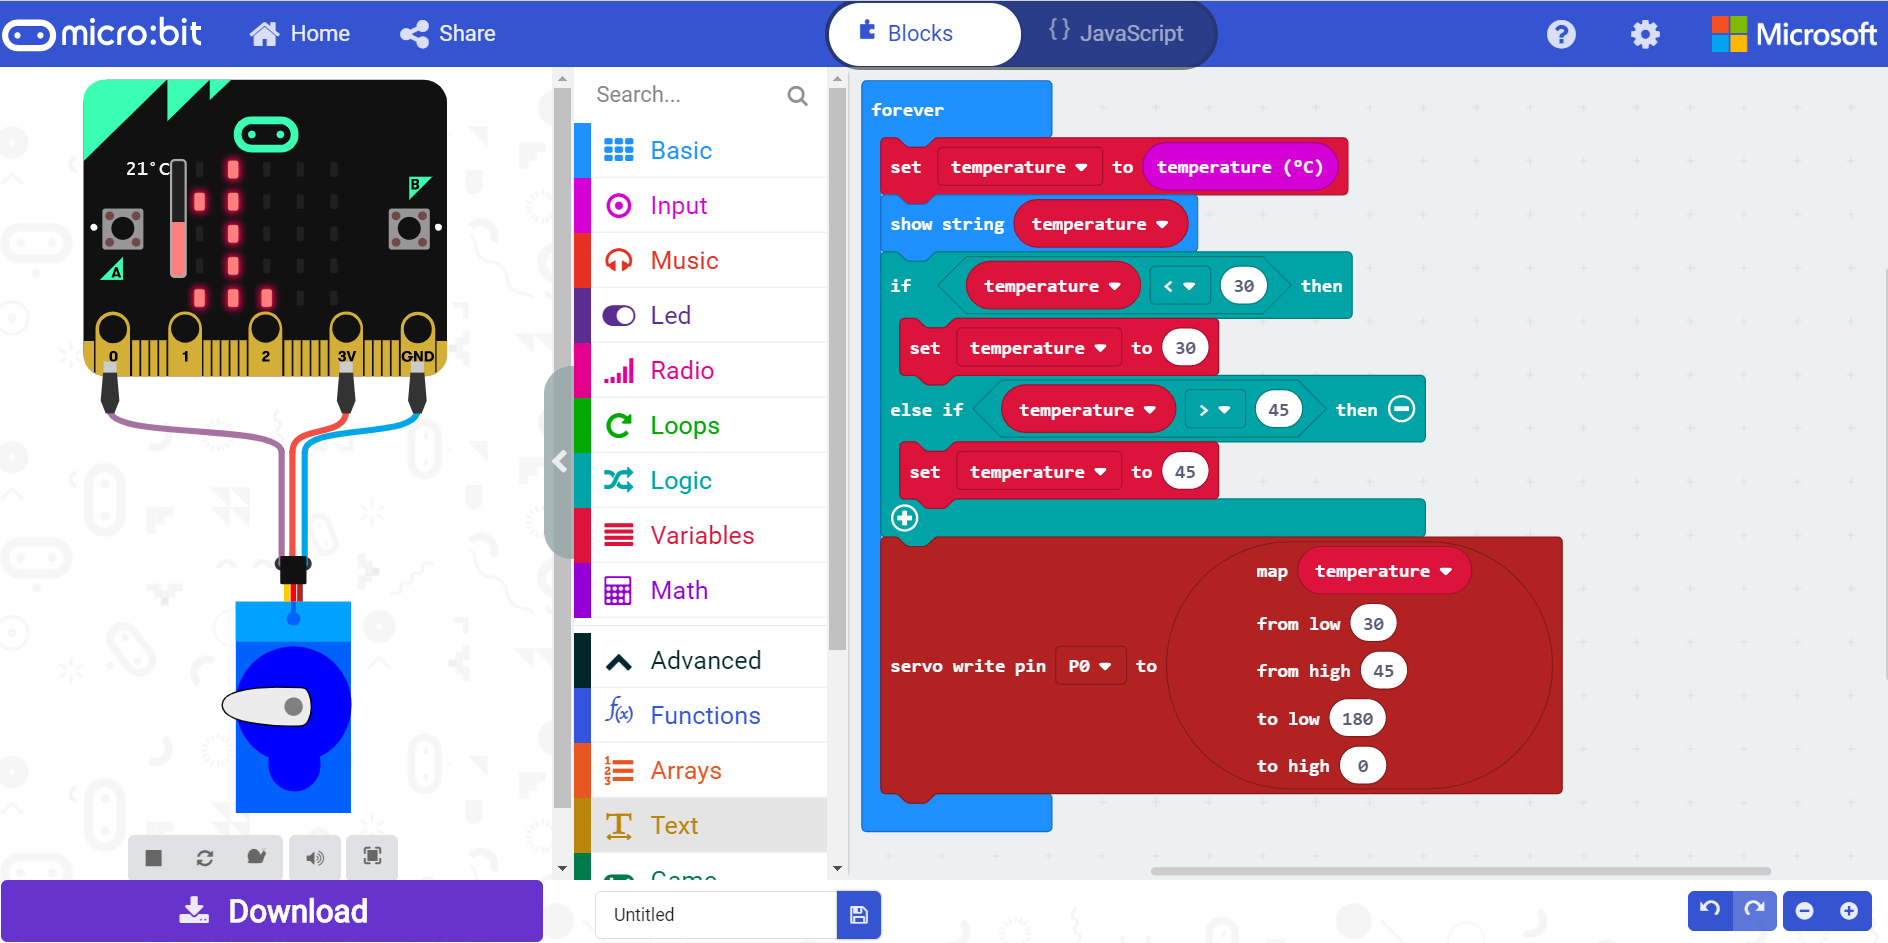 micro:bit
Home
Share
Blocks
{} JavaScript
?
Microsoft
21°C
B
A
0 1 2 3V GND
Download
Search...
Basic
Input
Music
Led
Radio
Loops
Logic
Variables
Math
Advanced
f(x) Functions
Arrays
Text
Game
Untitled
forever
set temperature to temperature (°C)
show string temperature
if temperature < 30 then
set temperature to 30
else if temperature > 45 then
set temperature to 45
servo write pin P0 to
map temperature
from low 30
from high 45
to low 180
to high 0